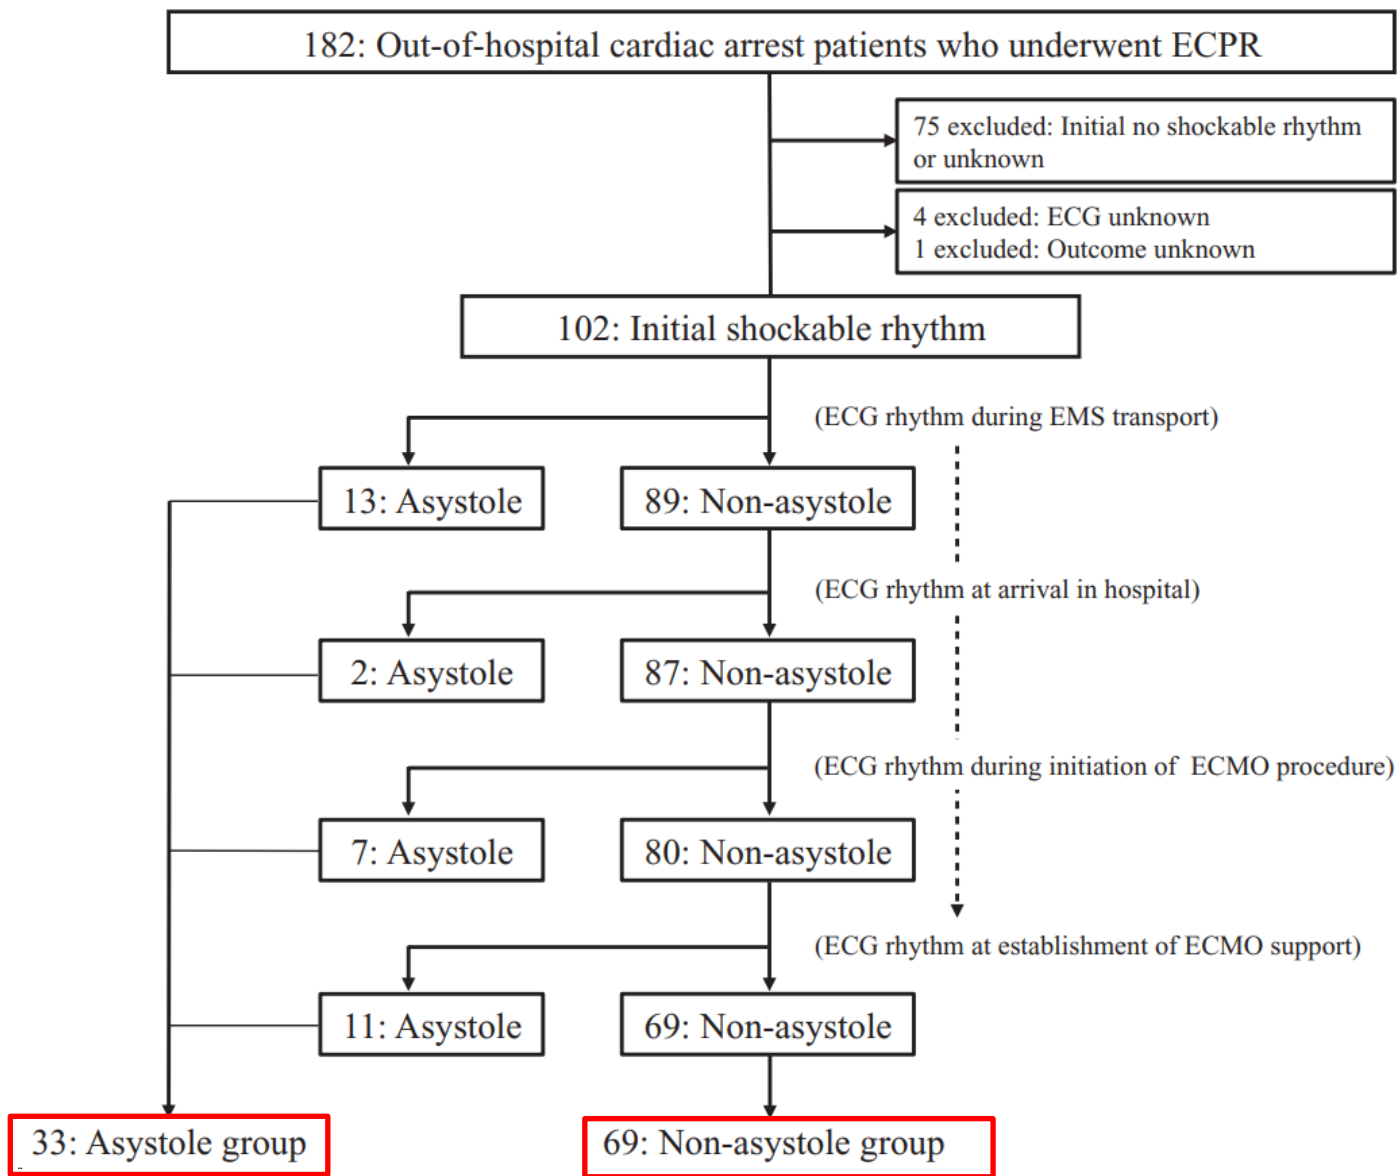 182: Out-of-hospital cardiac arrest patients who underwent ECPR
75 excluded: Initial no shockable rhythm
or unknown
4 excluded: ECG unknown
1 excluded: Outcome unknown
102: Initial shockable rhythm
(ECG rhythm during EMS transport)
13: Asystole
89: Non-asystole
(ECG rhythm at arrival in hospital)
2: Asystole
87: Non-asystole
(ECG rhythm during initiation of ECMO procedure)
7: Asystole
80: Non-asystole
(ECG rhythm at establishment of ECMO support)
11: Asystole
69: Non-asystole
33: Asystole group
69: Non-asystole group